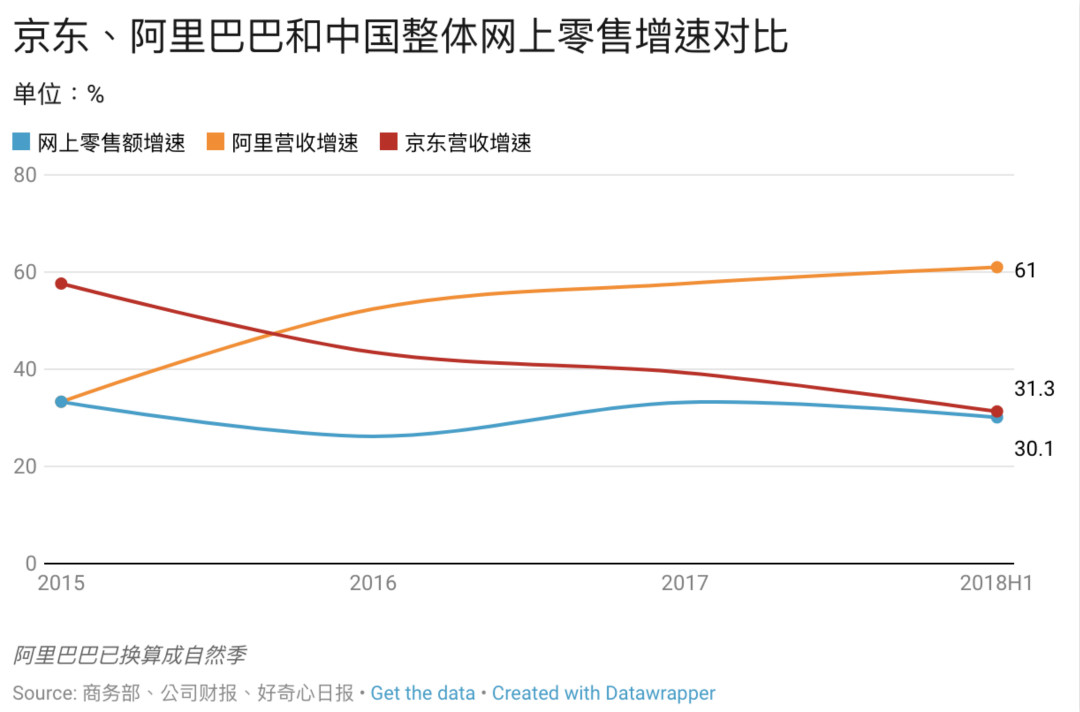 京东、阿里巴巴和中国整体网上零售增速对比
单位：%
网上零售额增速 阿里营收增速 京东营收增速
80
60
40
20
0
61
31.3
30.1
2015 2016 2017 2018H1
阿里巴巴已换算成自然季
Source: 商务部、公司财报、好奇心日报 • Get the data • Created with Datawrapper